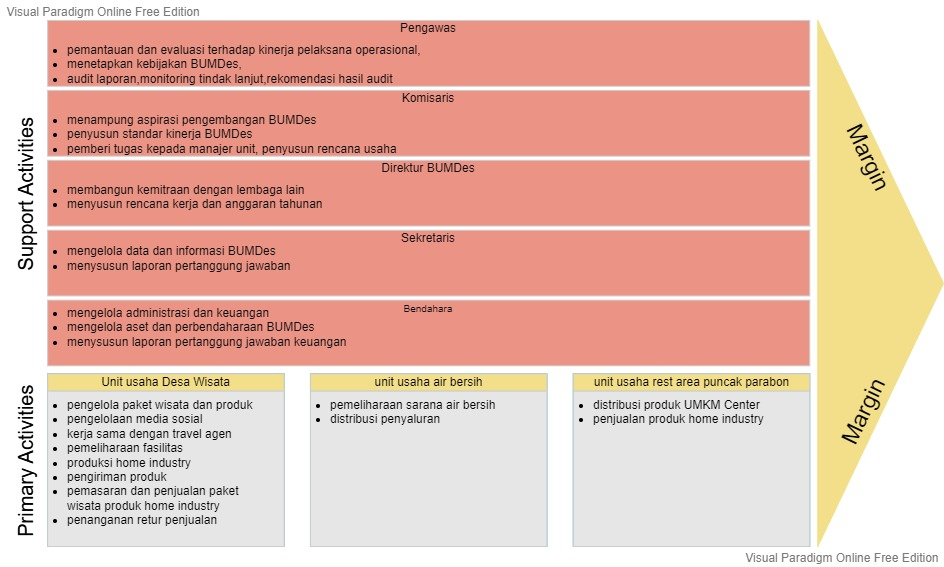 Visual Paradigm Online Free Edition
Support Activities
Pengawas
pemantauan dan evaluasi terhadap kinerja pelaksana operasional,
menetapkan kebijakan BUMDes,
audit laporan,monitoring tindak lanjut,rekomendasi hasil audit
Komisaris
menampung aspirasi pengembangan BUMDes
penyusun standar kinerja BUMDes
pemberi tugas kepada manajer unit, penyusun rencana usaha
Direktur BUMDes
membangun kemitraan dengan lembaga lain
menyusun rencana kerja dan anggaran tahunan
Sekretaris
mengelola data dan informasi BUMDes
menysusun laporan pertanggung jawaban
Bendahara
mengelola administrasi dan keuangan
mengelola aset dan perbendaharaan BUMDes
menysusun laporan pertanggung jawaban keuangan
Margin
Primary Activities
Unit usaha Desa Wisata
pengelola paket wisata dan produk
pengelolaan media sosial
kerja sama dengan travel agen
pemeliharaan fasilitas
produksi home industry
pengiriman produk
pemasaran dan penjualan paket
wisata produk home industry
penanganan retur penjualan
unit usaha air bersih
pemeliharaan sarana air bersih
distribusi penyaluran
unit usaha rest area puncak parabon
distribusi produk UMKM Center
penjualan produk home industry
Margin
Visual Paradigm Online Free Edition